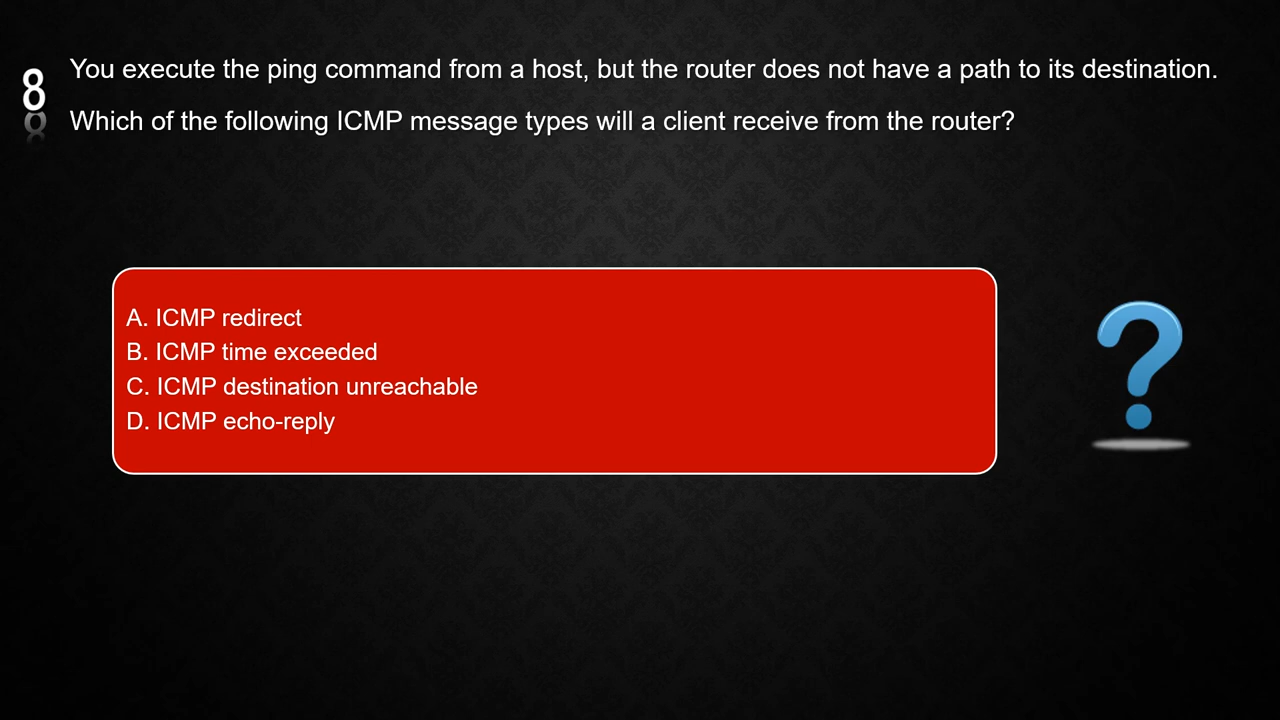 8
You execute the ping command from a host, but the router does not have a path to its destination.
Which of the following ICMP message types will a client receive from the router?
A. ICMP redirect
B. ICMP time exceeded
C. ICMP destination unreachable
D. ICMP echo-reply
?